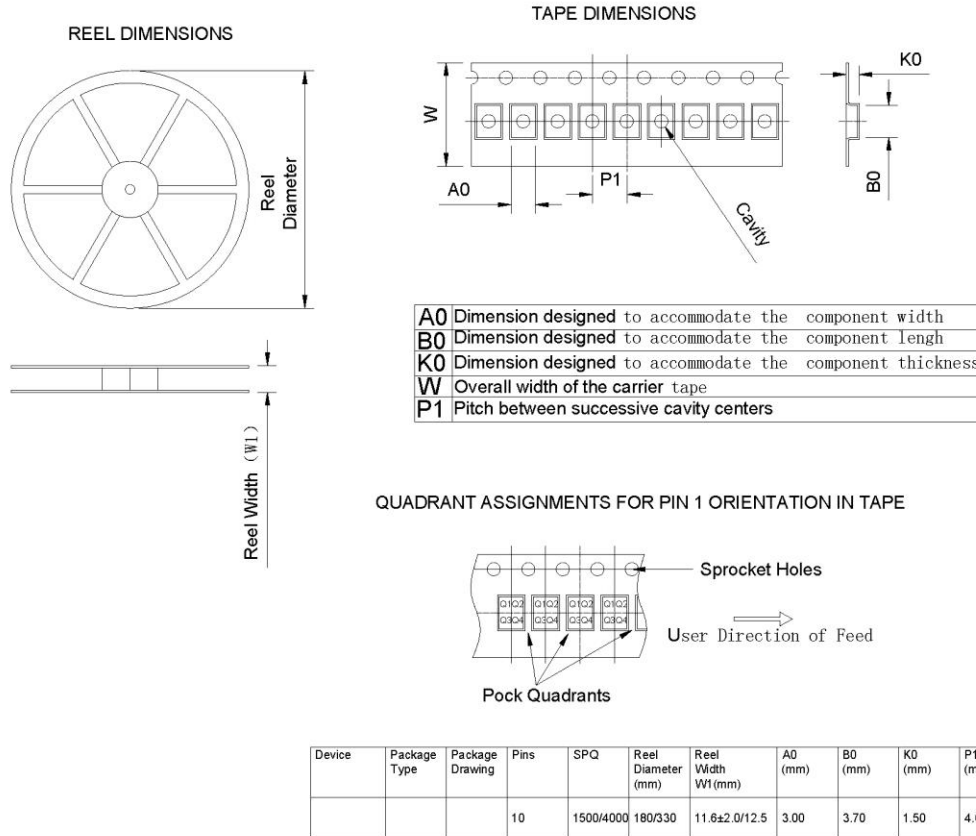 REEL DIMENSIONS
TAPE DIMENSIONS
Reel
Diameter
Reel Width (W1)
W
A0
P1
Cavity
K0
B0
A0 Dimension designed to accommodate the component width
B0 Dimension designed to accommodate the component lengh
K0 Dimension designed to accommodate the component thickness
W Overall width of the carrier tape
P1 Pitch between successive cavity centers
QUADRANT ASSIGNMENTS FOR PIN 1 ORIENTATION IN TAPE
Sprocket Holes
Q1 Q2 Q1 Q2 Q1 Q2 Q1 Q2
Q3 Q4 Q3 Q4 Q3 Q4 Q3 Q4
User Direction of Feed
Pock Quadrants
Device Package Type Package Drawing Pins SPQ Reel Diameter (mm) Reel Width W1(mm) A0 (mm) B0 (mm) K0 (mm) P1
10 1500/4000 180/330 11.6±2.0/12.5 3.00 3.70 1.50